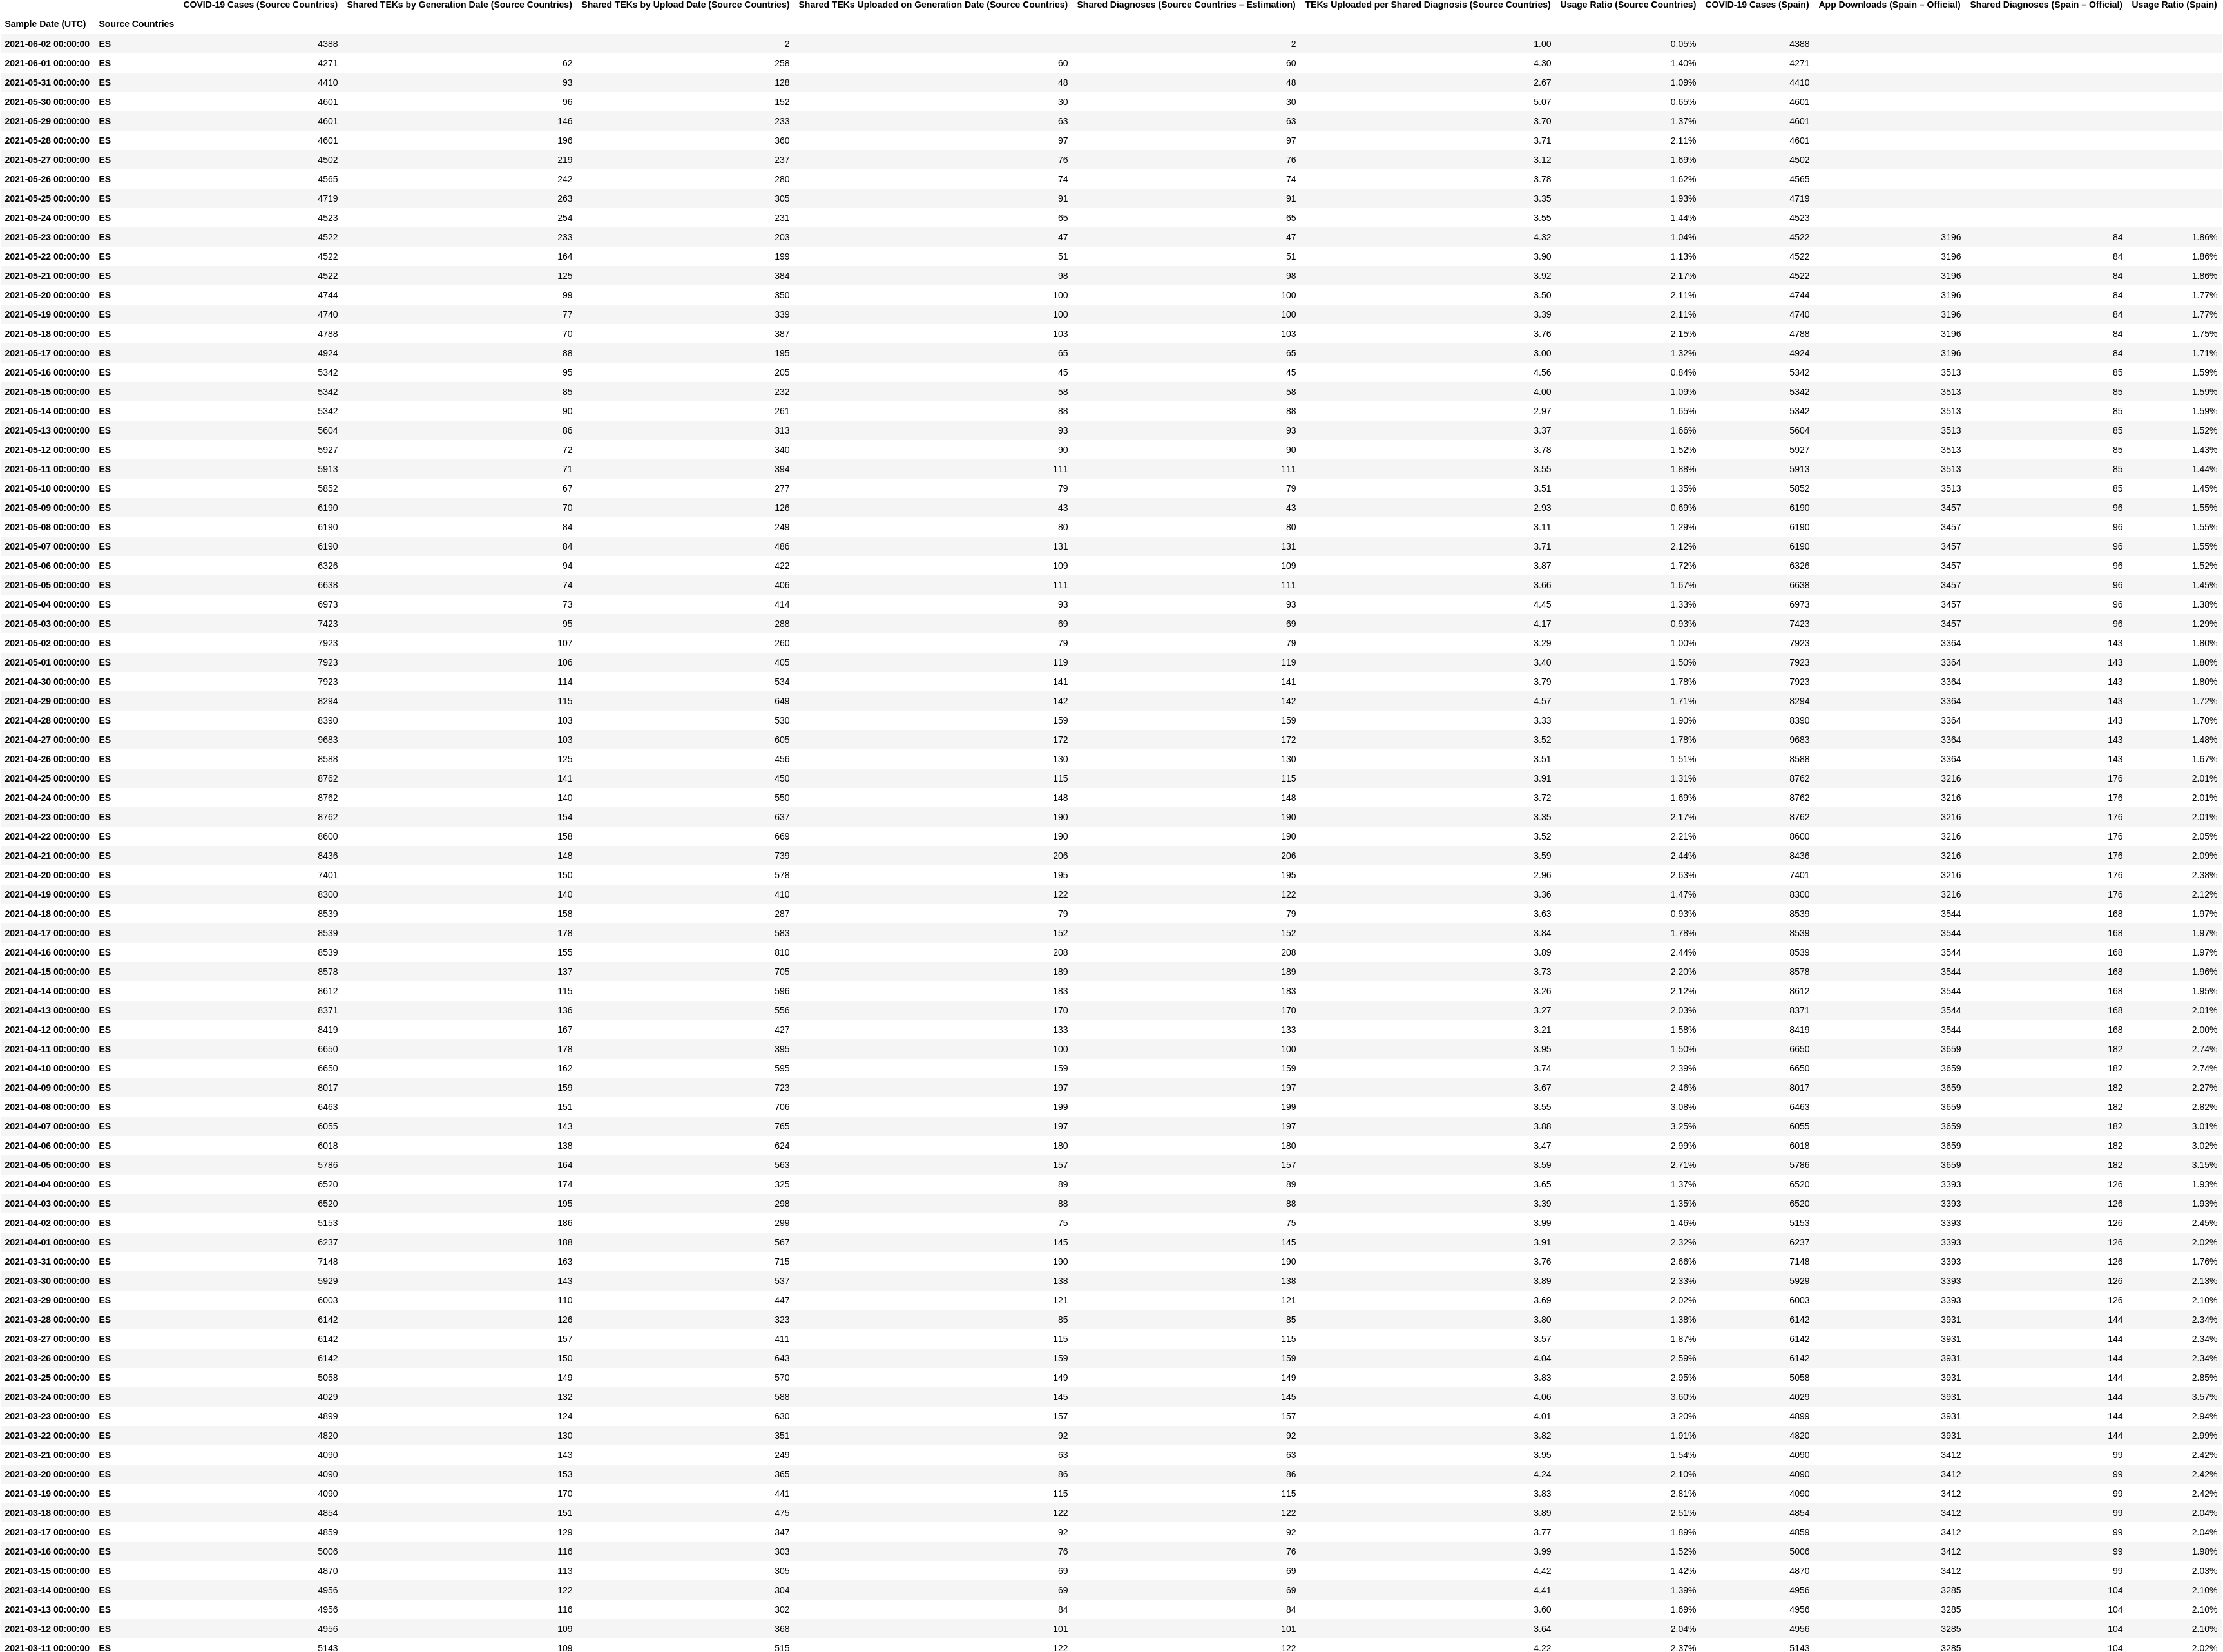 COVID-19 Cases (Source Countries) Shared TEKs by Generation Date (Source Countries) Shared TEKs by Upload Date (Source Countries) Shared TEKs Uploaded on Generation Date (Source Countries) Shared Diagnoses (Source Countries – Estimation) TEKs Uploaded per Shared Diagnosis (Source Countries) Usage Ratio (Source Countries) COVID-19 Cases (Spain) App Downloads (Spain – Official) Shared Diagnoses (Spain – Official) Usage Ratio (Spain)
Sample Date (UTC) Source Countries
2021-06-02 00:00:00 ES 4388 2 2 1.00 0.05% 4388
2021-06-01 00:00:00 ES 4271 62 258 60 60 4.30 1.40% 4271
2021-05-31 00:00:00 ES 4410 93 128 48 48 2.67 1.09% 4410
2021-05-30 00:00:00 ES 4601 96 152 30 30 5.07 0.65% 4601
2021-05-29 00:00:00 ES 4601 146 233 63 63 3.70 1.37% 4601
2021-05-28 00:00:00 ES 4601 196 360 97 97 3.71 2.11% 4601
2021-05-27 00:00:00 ES 4502 219 237 76 76 3.12 1.69% 4502
2021-05-26 00:00:00 ES 4565 242 280 74 74 3.78 1.62% 4565
2021-05-25 00:00:00 ES 4719 263 305 91 91 3.35 1.93% 4719
2021-05-24 00:00:00 ES 4523 254 231 65 65 3.55 1.44% 4523
2021-05-23 00:00:00 ES 4522 233 203 47 47 4.32 1.04% 4522 3196 84 1.86%
2021-05-22 00:00:00 ES 4522 164 199 51 51 3.90 1.13% 4522 3196 84 1.86%
2021-05-21 00:00:00 ES 4522 125 384 98 98 3.92 2.17% 4522 3196 84 1.86%
2021-05-20 00:00:00 ES 4744 99 350 100 100 3.50 2.11% 4744 3196 84 1.77%
2021-05-19 00:00:00 ES 4740 77 339 100 100 3.39 2.11% 4740 3196 84 1.77%
2021-05-18 00:00:00 ES 4788 70 387 103 103 3.76 2.15% 4788 3196 84 1.75%
2021-05-17 00:00:00 ES 4924 88 195 65 65 3.00 1.32% 4924 3196 84 1.71%
2021-05-16 00:00:00 ES 5342 95 205 45 45 4.56 0.84% 5342 3513 85 1.59%
2021-05-15 00:00:00 ES 5342 85 232 58 58 4.00 1.09% 5342 3513 85 1.59%
2021-05-14 00:00:00 ES 5342 90 261 88 88 2.97 1.65% 5342 3513 85 1.59%
2021-05-13 00:00:00 ES 5604 86 313 93 93 3.37 1.66% 5604 3513 85 1.52%
2021-05-12 00:00:00 ES 5927 72 340 90 90 3.78 1.52% 5927 3513 85 1.43%
2021-05-11 00:00:00 ES 5913 71 394 111 111 3.55 1.88% 5913 3513 85 1.44%
2021-05-10 00:00:00 ES 5852 67 277 79 79 3.51 1.35% 5852 3513 85 1.45%
2021-05-09 00:00:00 ES 6190 70 126 43 43 2.93 0.69% 6190 3457 96 1.55%
2021-05-08 00:00:00 ES 6190 84 249 80 80 3.11 1.29% 6190 3457 96 1.55%
2021-05-07 00:00:00 ES 6190 84 486 131 131 3.71 2.12% 6190 3457 96 1.55%
2021-05-06 00:00:00 ES 6326 94 422 109 109 3.87 1.72% 6326 3457 96 1.52%
2021-05-05 00:00:00 ES 6638 74 406 111 111 3.66 1.67% 6638 3457 96 1.45%
2021-05-04 00:00:00 ES 6973 73 414 93 93 4.45 1.33% 6973 3457 96 1.38%
2021-05-03 00:00:00 ES 7423 95 288 69 69 4.17 0.93% 7423 3457 96 1.29%
2021-05-02 00:00:00 ES 7923 107 260 79 79 3.29 1.00% 7923 3364 143 1.80%
2021-05-01 00:00:00 ES 7923 106 405 119 119 3.40 1.50% 7923 3364 143 1.80%
2021-04-30 00:00:00 ES 7923 114 534 141 141 3.79 1.78% 7923 3364 143 1.80%
2021-04-29 00:00:00 ES 8294 115 649 142 142 4.57 1.71% 8294 3364 143 1.72%
2021-04-28 00:00:00 ES 8390 103 530 159 159 3.33 1.90% 8390 3364 143 1.70%
2021-04-27 00:00:00 ES 9683 103 605 172 172 3.52 1.78% 9683 3364 143 1.48%
2021-04-26 00:00:00 ES 8588 125 456 130 130 3.51 1.51% 8588 3364 143 1.67%
2021-04-25 00:00:00 ES 8762 141 450 115 115 3.91 1.31% 8762 3216 176 2.01%
2021-04-24 00:00:00 ES 8762 140 550 148 148 3.72 1.69% 8762 3216 176 2.01%
2021-04-23 00:00:00 ES 8762 154 637 190 190 3.35 2.17% 8762 3216 176 2.01%
2021-04-22 00:00:00 ES 8600 158 669 190 190 3.52 2.21% 8600 3216 176 2.05%
2021-04-21 00:00:00 ES 8436 148 739 206 206 3.59 2.44% 8436 3216 176 2.09%
2021-04-20 00:00:00 ES 7401 150 578 195 195 2.96 2.63% 7401 3216 176 2.38%
2021-04-19 00:00:00 ES 8300 140 410 122 122 3.36 1.47% 8300 3216 176 2.12%
2021-04-18 00:00:00 ES 8539 158 287 79 79 3.63 0.93% 8539 3544 168 1.97%
2021-04-17 00:00:00 ES 8539 178 583 152 152 3.84 1.78% 8539 3544 168 1.97%
2021-04-16 00:00:00 ES 8539 155 810 208 208 3.89 2.44% 8539 3544 168 1.97%
2021-04-15 00:00:00 ES 8578 137 705 189 189 3.73 2.20% 8578 3544 168 1.96%
2021-04-14 00:00:00 ES 8612 115 596 183 183 3.26 2.12% 8612 3544 168 1.95%
2021-04-13 00:00:00 ES 8371 136 556 170 170 3.27 2.03% 8371 3544 168 2.01%
2021-04-12 00:00:00 ES 8419 167 427 133 133 3.21 1.58% 8419 3544 168 2.00%
2021-04-11 00:00:00 ES 6650 178 395 100 100 3.95 1.50% 6650 3659 182 2.74%
2021-04-10 00:00:00 ES 6650 162 595 159 159 3.74 2.39% 6650 3659 182 2.74%
2021-04-09 00:00:00 ES 8017 159 723 197 197 3.67 2.46% 8017 3659 182 2.27%
2021-04-08 00:00:00 ES 6463 151 706 199 199 3.55 3.08% 6463 3659 182 2.82%
2021-04-07 00:00:00 ES 6055 143 765 197 197 3.88 3.25% 6055 3659 182 3.01%
2021-04-06 00:00:00 ES 6018 138 624 180 180 3.47 2.99% 6018 3659 182 3.02%
2021-04-05 00:00:00 ES 5786 164 563 157 157 3.59 2.71% 5786 3659 182 3.15%
2021-04-04 00:00:00 ES 6520 174 325 89 89 3.65 1.37% 6520 3393 126 1.93%
2021-04-03 00:00:00 ES 6520 195 298 88 88 3.39 1.35% 6520 3393 126 1.93%
2021-04-02 00:00:00 ES 5153 186 299 75 75 3.99 1.46% 5153 3393 126 2.45%
2021-04-01 00:00:00 ES 6237 188 567 145 145 3.91 2.32% 6237 3393 126 2.02%
2021-03-31 00:00:00 ES 7148 163 715 190 190 3.76 2.66% 7148 3393 126 1.76%
2021-03-30 00:00:00 ES 5929 143 537 138 138 3.89 2.33% 5929 3393 126 2.13%
2021-03-29 00:00:00 ES 6003 110 447 121 121 3.69 2.02% 6003 3393 126 2.10%
2021-03-28 00:00:00 ES 6142 126 323 85 85 3.80 1.38% 6142 3931 144 2.34%
2021-03-27 00:00:00 ES 6142 157 411 115 115 3.57 1.87% 6142 3931 144 2.34%
2021-03-26 00:00:00 ES 6142 150 643 159 159 4.04 2.59% 6142 3931 144 2.34%
2021-03-25 00:00:00 ES 5058 149 570 149 149 3.83 2.95% 5058 3931 144 2.85%
2021-03-24 00:00:00 ES 4029 132 588 145 145 4.06 3.60% 4029 3931 144 3.57%
2021-03-23 00:00:00 ES 4899 124 630 157 157 4.01 3.20% 4899 3931 144 2.94%
2021-03-22 00:00:00 ES 4820 130 351 92 92 3.82 1.91% 4820 3931 144 2.99%
2021-03-21 00:00:00 ES 4090 143 249 63 63 3.95 1.54% 4090 3412 99 2.42%
2021-03-20 00:00:00 ES 4090 153 365 86 86 4.24 2.10% 4090 3412 99 2.42%
2021-03-19 00:00:00 ES 4090 170 441 115 115 3.83 2.81% 4090 3412 99 2.42%
2021-03-18 00:00:00 ES 4854 151 475 122 122 3.89 2.51% 4854 3412 99 2.04%
2021-03-17 00:00:00 ES 4859 129 347 92 92 3.77 1.89% 4859 3412 99 2.04%
2021-03-16 00:00:00 ES 5006 116 303 76 76 3.99 1.52% 5006 3412 99 1.98%
2021-03-15 00:00:00 ES 4870 113 305 69 69 4.42 1.42% 4870 3412 99 2.03%
2021-03-14 00:00:00 ES 4956 122 304 69 69 4.41 1.39% 4956 3285 104 2.10%
2021-03-13 00:00:00 ES 4956 116 302 84 84 3.60 1.69% 4956 3285 104 2.10%
2021-03-12 00:00:00 ES 4956 109 368 101 101 3.64 2.04% 4956 3285 104 2.10%
2021-03-11 00:00:00 ES 5143 109 515 122 122 4.22 2.37% 5143 3285 104 2.02%